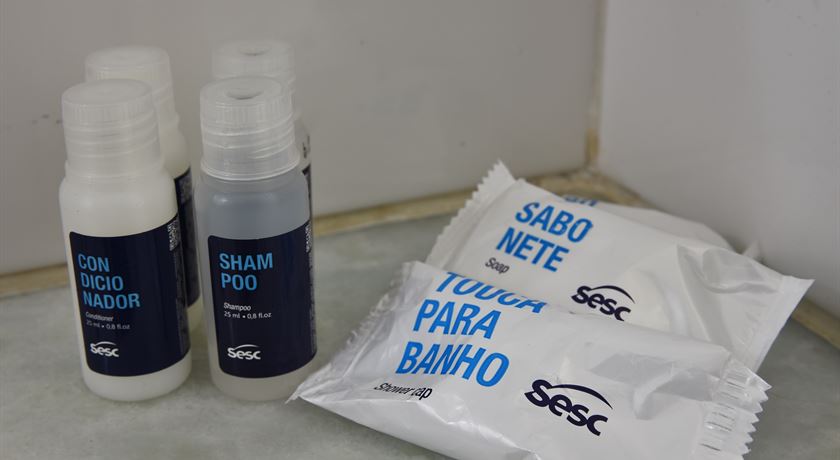 CON
DICIO
NADOR
Conditioner
25 ml • 0,8 fl.oz
Sesc
SHAM
POO
Shampoo
25 ml • 0,8 fl.oz
Sesc
SABO
NETE
Soap
Sesc
TOUCA
PARA
BANHO
Shower cap
Sesc